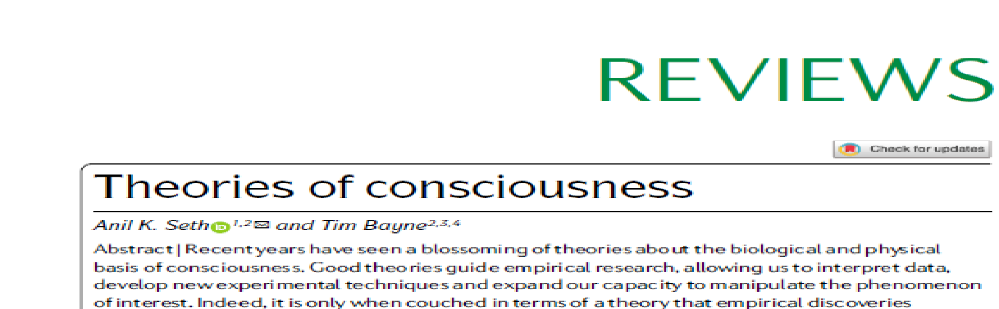 REVIEWS
Check for updates
Theories of consciousness
Anil K. Seth iD 1,2✉ and Tim Bayne2,3,4
Abstract | Recent years have seen a blossoming of theories about the biological and physical
basis of consciousness. Good theories guide empirical research, allowing us to interpret data,
develop new experimental techniques and expand our capacity to manipulate the phenomenon
of interest. Indeed, it is only when couched in terms of a theory that empirical discoveries